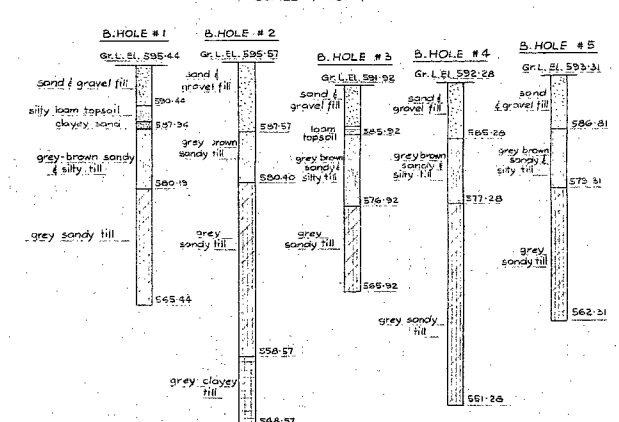 B.HOLE #1
Gr.L.El. 595.44
sand & gravel fill
590.44
silty loam topsoil
clayey sand
587.94
grey-brown sandy
& silty till
580.19
grey sandy till
565.44
B.HOLE #2
Gr.L.El. 595.57
sand &
gravel fill
587.57
grey brown
sandy till
580.40
grey
sandy till
558.57
grey clayey
till
548.57
B.HOLE #3
Gr.L.El. 591.92
sand &
gravel fill
loam
topsoil
585.92
grey brown
sandy &
silty till
576.92
grey
sandy till
565.92
B.HOLE #4
Gr.L.El. 592.28
sand &
gravel fill
585.28
grey brown
sandy &
silty till
577.28
grey sandy
till
551.28
B.HOLE #5
Gr.L.El. 593.31
sand
& gravel fill
586.81
grey brown
sandy &
silty till
579.31
grey
sandy till
562.31